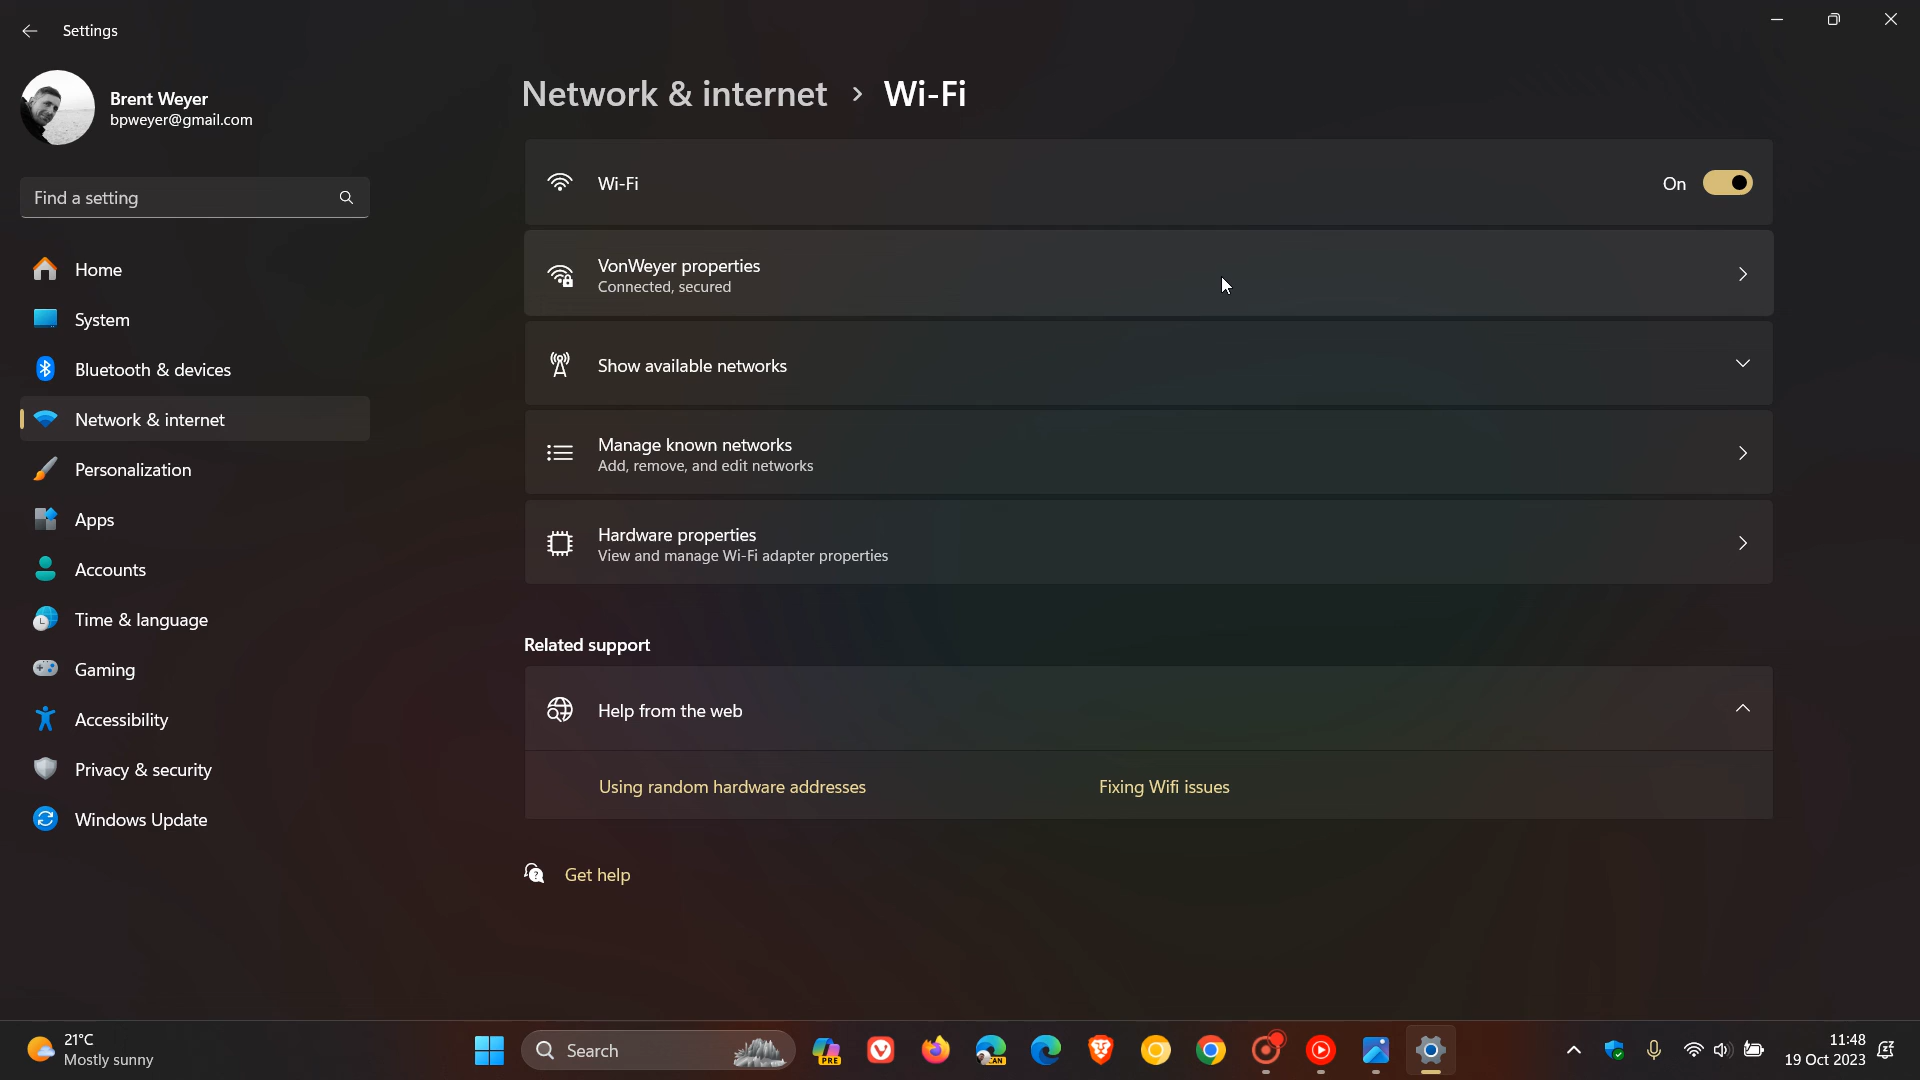 Settings
Brent Weyer
bpweyer@gmail.com
Find a setting
Home
System
Bluetooth & devices
Network & internet
Personalization
Apps
Accounts
Time & language
Gaming
Accessibility
Privacy & security
Windows Update
Network & internet › Wi-Fi
Wi-Fi
On
VonWeyer properties
Connected, secured
Show available networks
Manage known networks
Add, remove, and edit networks
Hardware properties
View and manage Wi-Fi adapter properties
Related support
Help from the web
Using random hardware addresses
Fixing Wifi issues
Get help
21°C
Mostly sunny
Search
PRE
CAN
11:48
19 Oct 2023